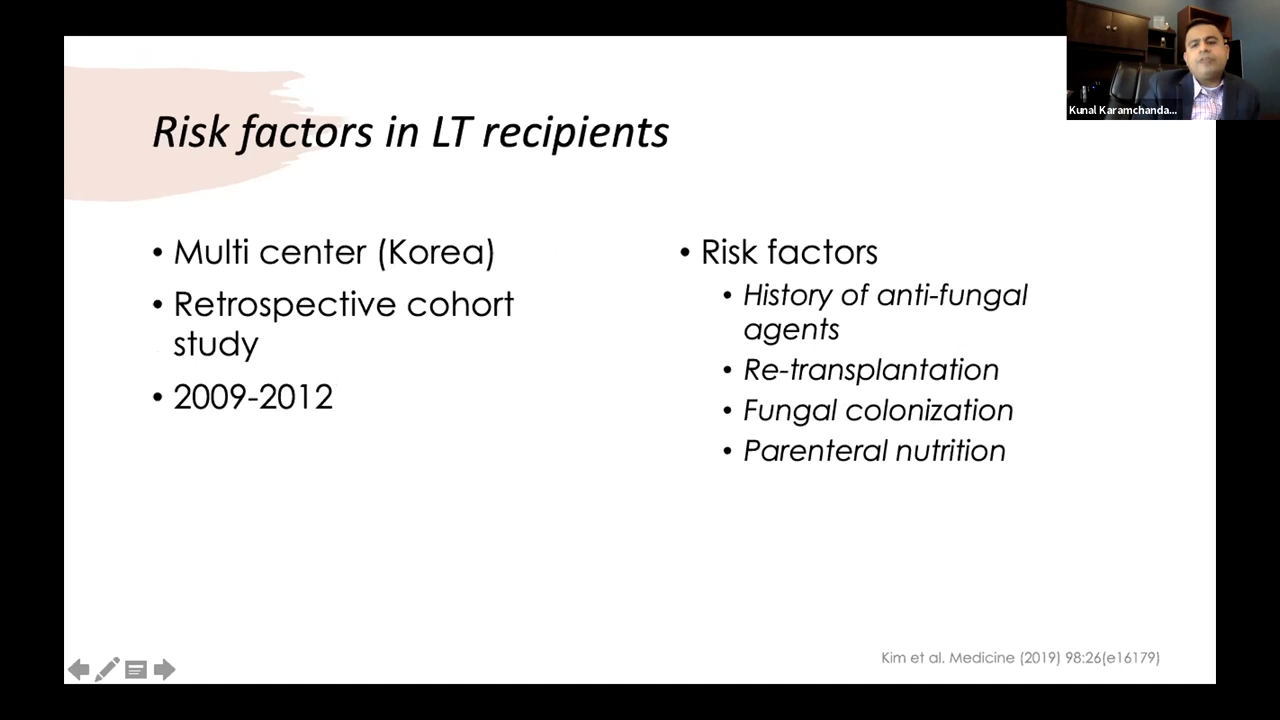 Kunal Karamchanda...
Risk factors in LT recipients
• Multi center (Korea)
• Retrospective cohort
study
• 2009-2012
• Risk factors
• History of anti-fungal
agents
• Re-transplantation
• Fungal colonization
• Parenteral nutrition
Kim et al. Medicine (2019) 98:26(e16179)